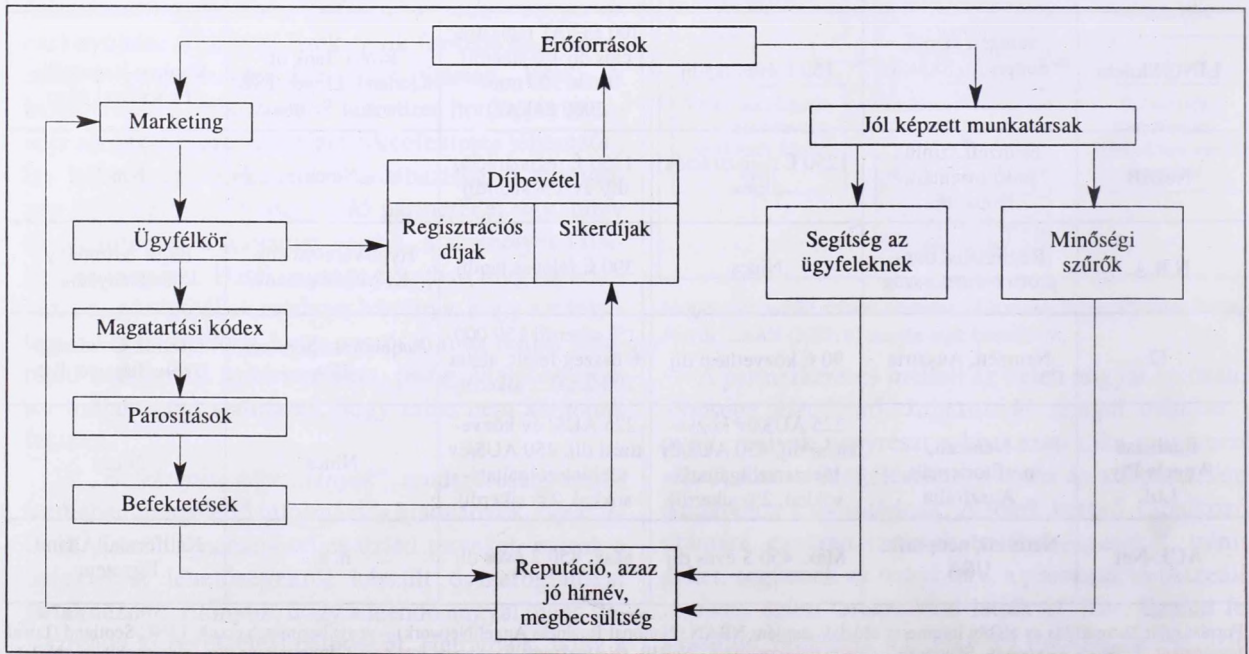 Erőforrások
Marketing
Jól képzett munkatársak
Díjbevétel
Ügyfélkör
Regisztrációs
díjak
Sikerdíjak
Segítség az
ügyfeleknek
Minőségi
szűrők
Magatartási kódex
Párosítások
Befektetések
Reputáció, azaz
jó hírnév,
megbecsültség